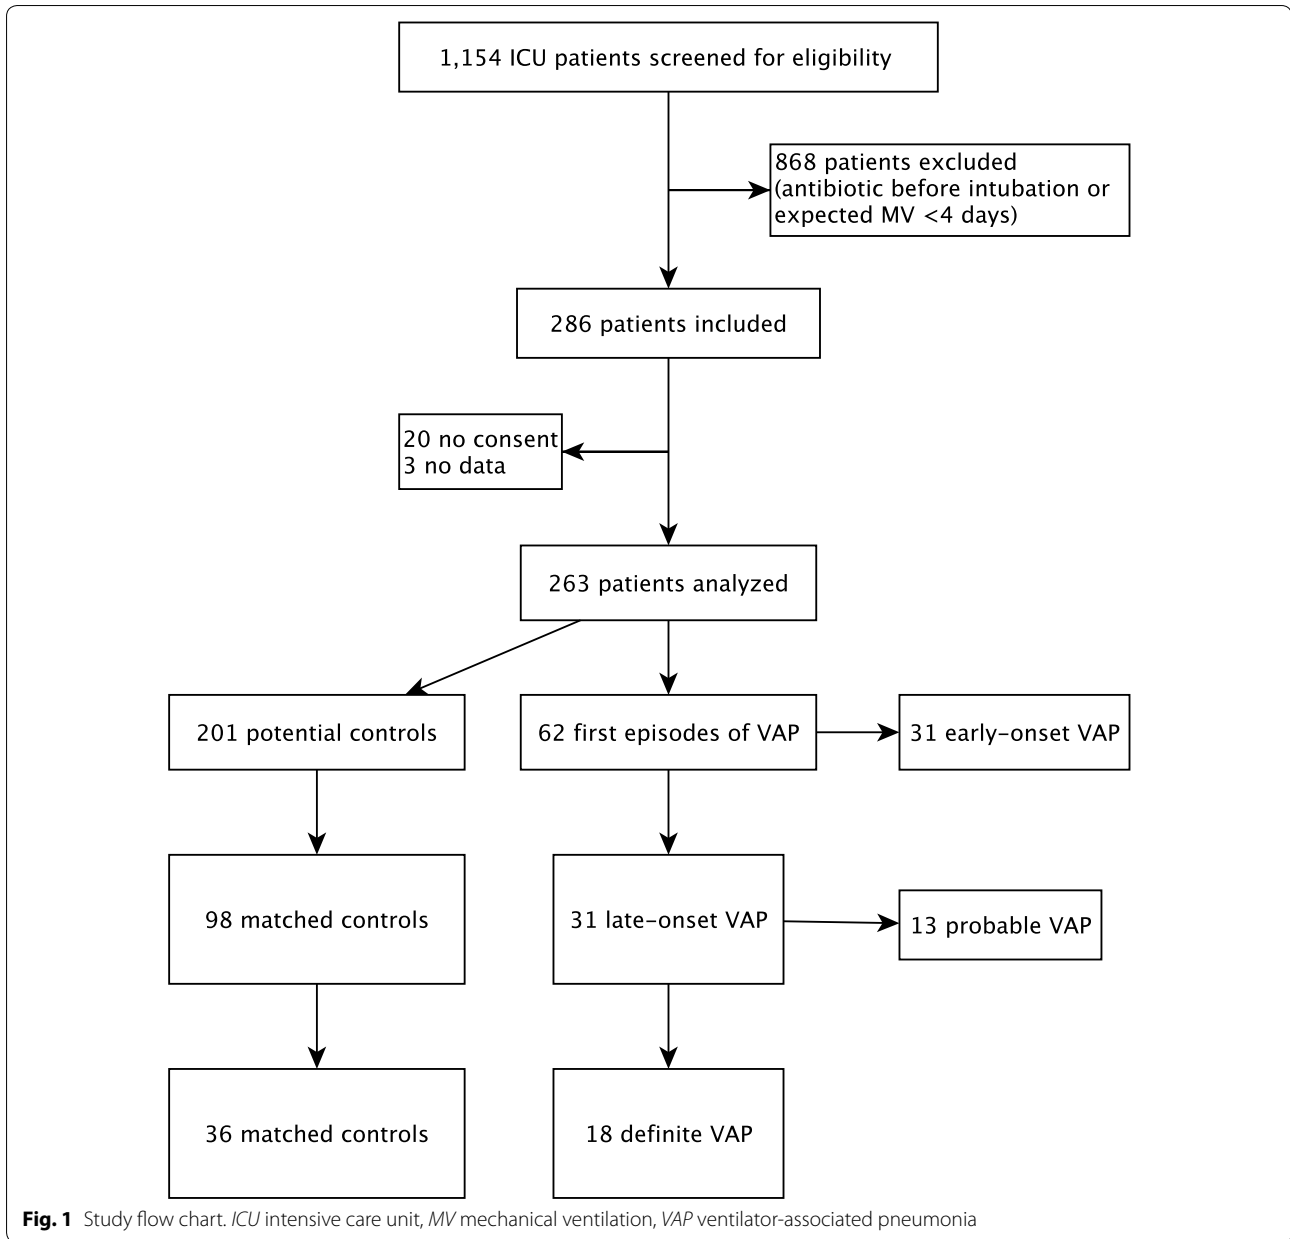 1,154 ICU patients screened for eligibility
868 patients excluded
(antibiotic before intubation or
expected MV <4 days)
286 patients included
20 no consent
3 no data
263 patients analyzed
201 potential controls
62 first episodes of VAP
31 early-onset VAP
98 matched controls
31 late-onset VAP
13 probable VAP
36 matched controls
18 definite VAP
Fig. 1 Study flow chart. ICU intensive care unit, MV mechanical ventilation, VAP ventilator-associated pneumonia